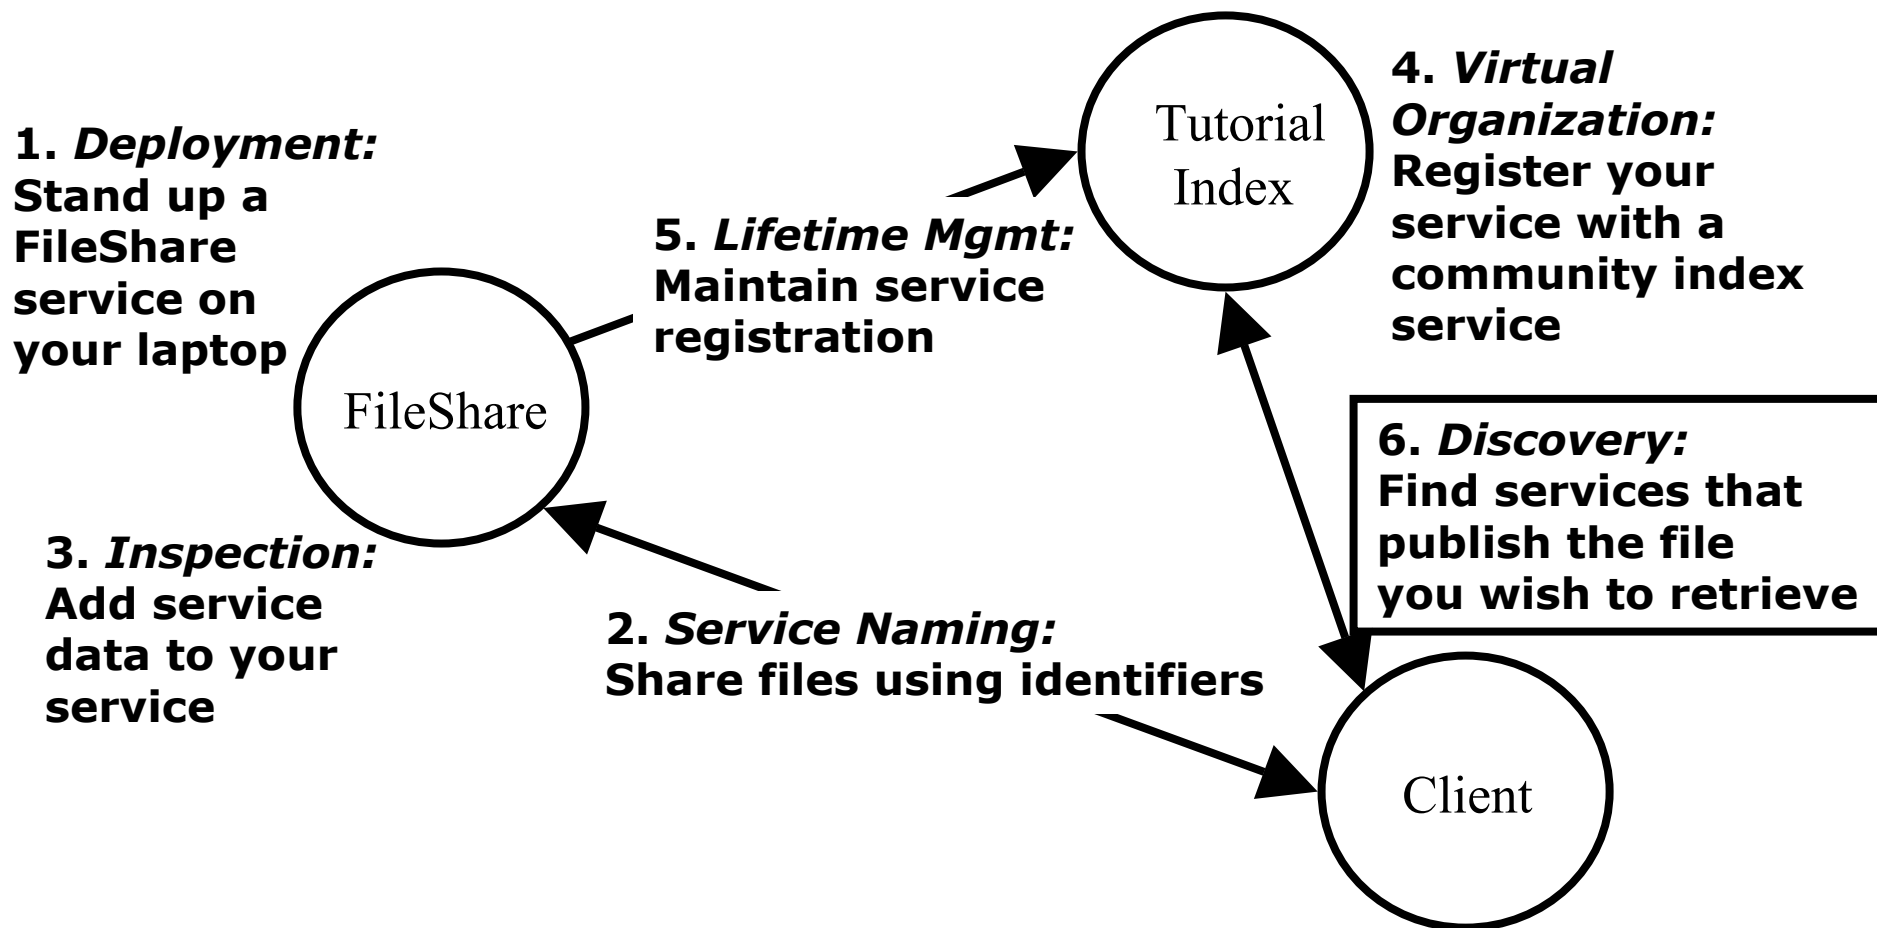 1. Deployment:
Stand up a
FileShare
service on
your laptop
FileShare
3. Inspection:
Add service
data to your
service
5. Lifetime Mgmt:
Maintain service
registration
2. Service Naming:
Share files using identifiers
Tutorial
Index
4. Virtual
Organization:
Register your
service with a
community index
service
6. Discovery:
Find services that
publish the file
you wish to retrieve
Client